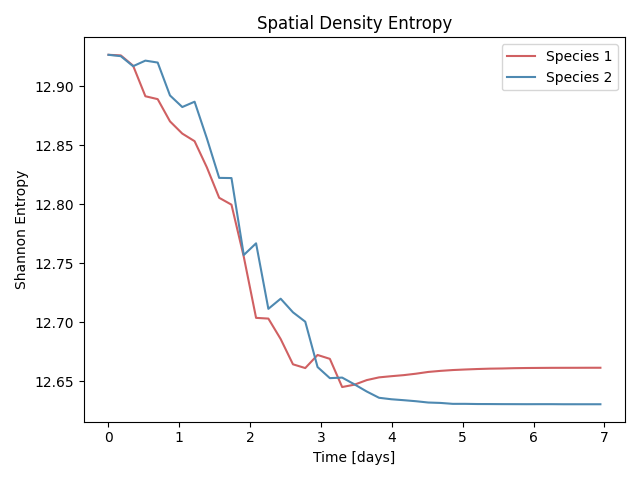 Spatial Density Entropy
Species 1
Species 2
Shannon Entropy
12.90
12.85
12.80
12.75
12.70
12.65
0 1 2 3 4 5 6 7
Time [days]